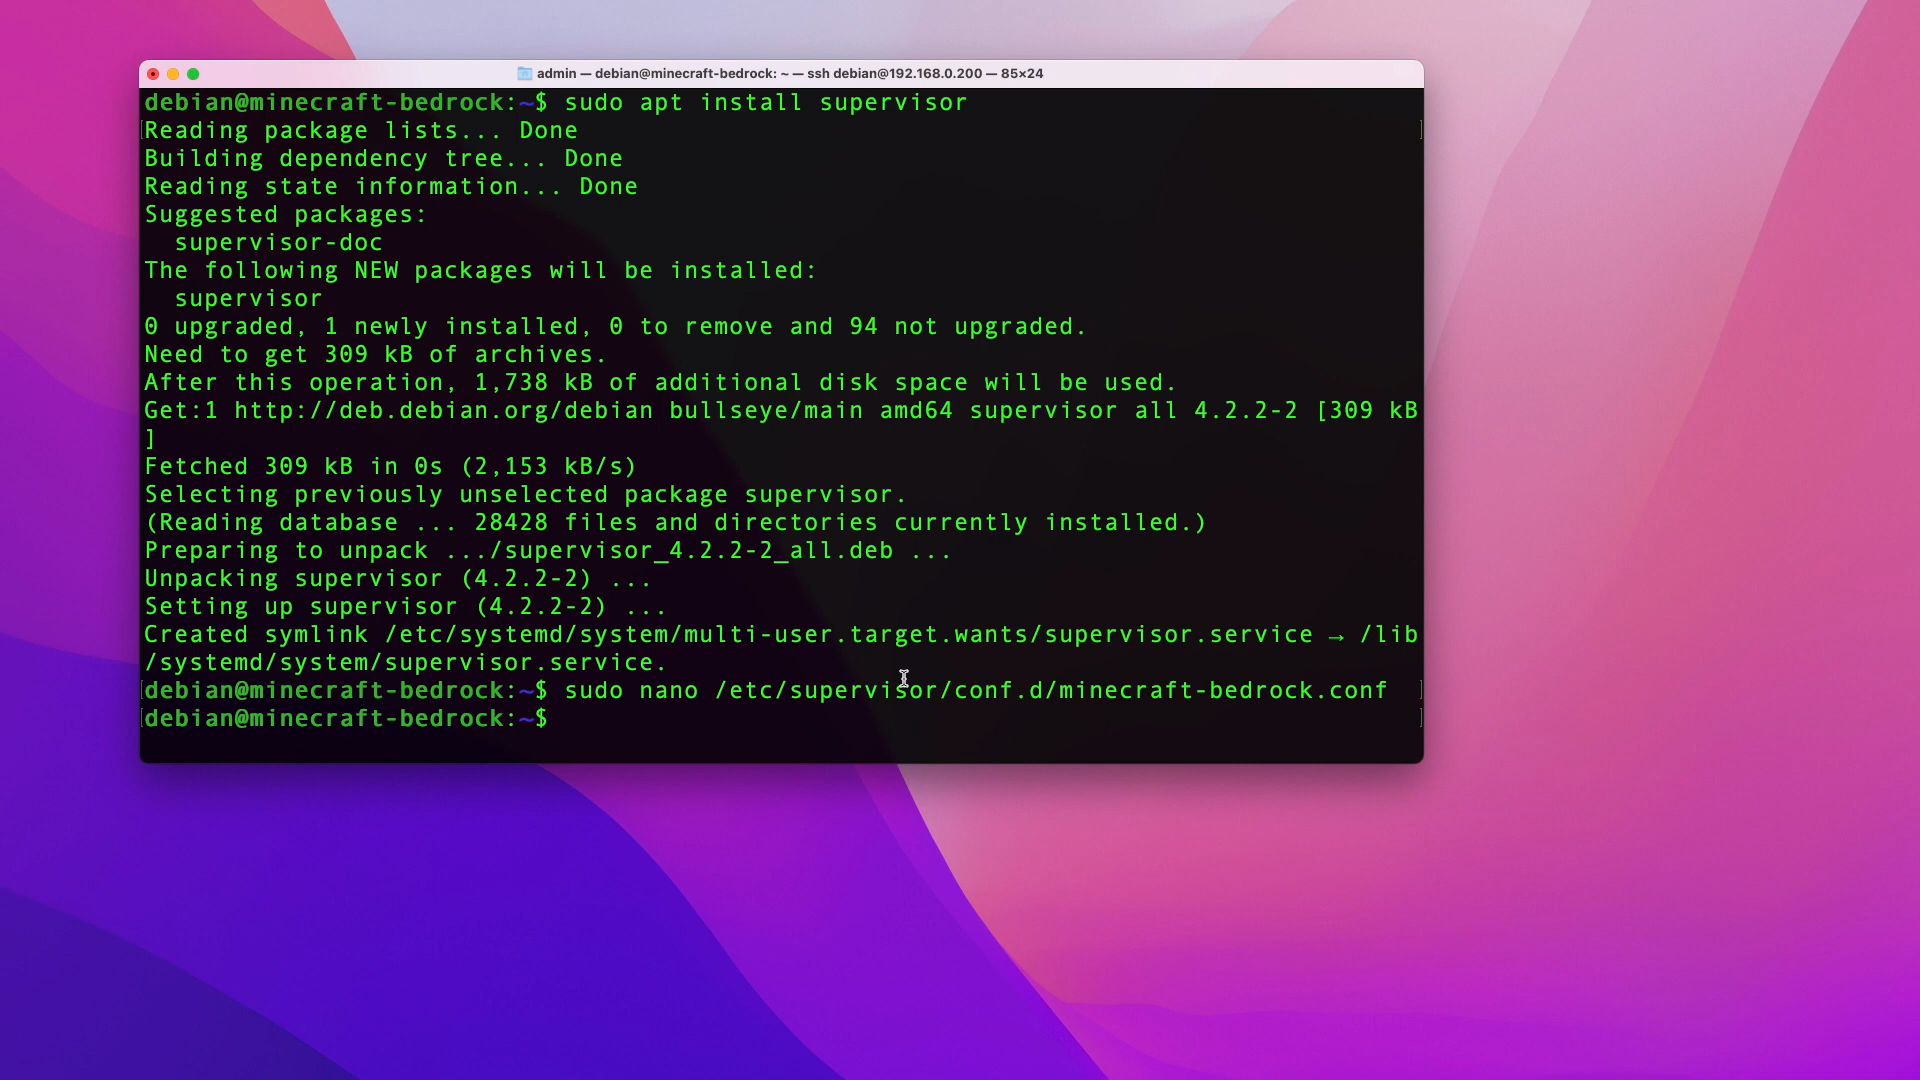 admin — debian@minecraft-bedrock: ~ — ssh debian@192.168.0.200 — 85×24
debian@minecraft-bedrock:~$ sudo apt install supervisor
Reading package lists... Done
Building dependency tree... Done
Reading state information... Done
Suggested packages:
  supervisor-doc
The following NEW packages will be installed:
  supervisor
0 upgraded, 1 newly installed, 0 to remove and 94 not upgraded.
Need to get 309 kB of archives.
After this operation, 1,738 kB of additional disk space will be used.
Get:1 http://deb.debian.org/debian bullseye/main amd64 supervisor all 4.2.2-2 [309 kB
]
Fetched 309 kB in 0s (2,153 kB/s)
Selecting previously unselected package supervisor.
(Reading database ... 28428 files and directories currently installed.)
Preparing to unpack .../supervisor_4.2.2-2_all.deb ...
Unpacking supervisor (4.2.2-2) ...
Setting up supervisor (4.2.2-2) ...
Created symlink /etc/systemd/system/multi-user.target.wants/supervisor.service → /lib
/systemd/system/supervisor.service.
debian@minecraft-bedrock:~$ sudo nano /etc/supervisor/conf.d/minecraft-bedrock.conf
debian@minecraft-bedrock:~$